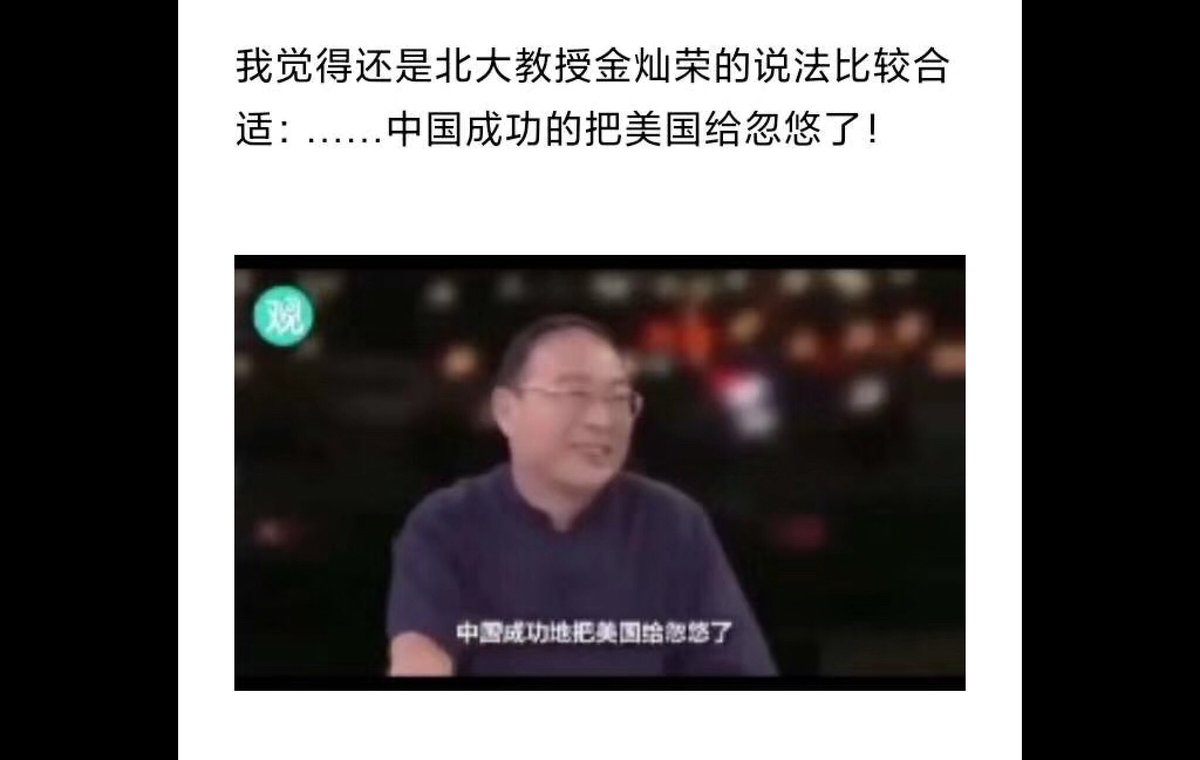 我觉得还是北大教授金灿荣的说法比较合
适：……中国成功的把美国给忽悠了！
观
中国成功地把美国给忽悠了